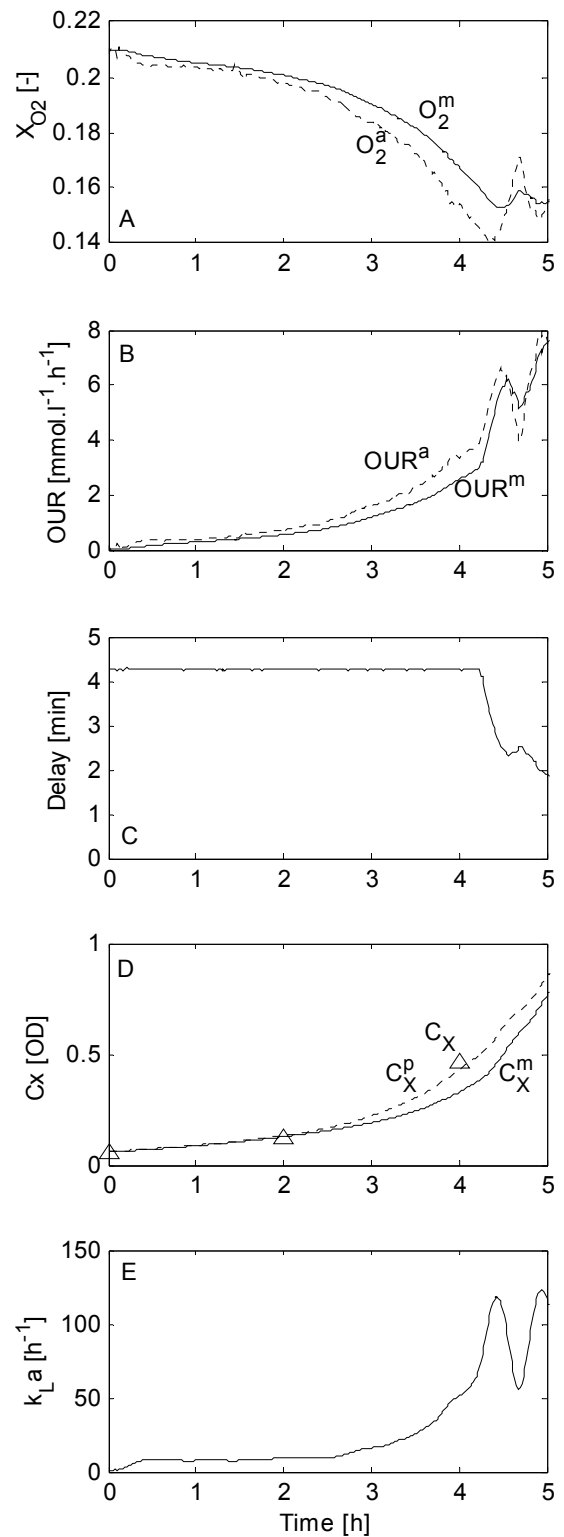 0.22
0.2
0.18
0.16
0.14
X_O2 [-]
O_2^m
O_2^a
A
0 1 2 3 4 5
8
6
4
2
0
OUR [mmol.l^-1.h^-1]
B
OUR^a
OUR^m
0 1 2 3 4 5
5
4
3
2
1
0
Delay [min]
C
0 1 2 3 4 5
1
0.5
0
Cx [OD]
D
C_X
C_X^p
C_X^m
0 1 2 3 4 5
150
100
50
0
k_L a [h^-1]
E
0 1 2 3 4 5
Time [h]